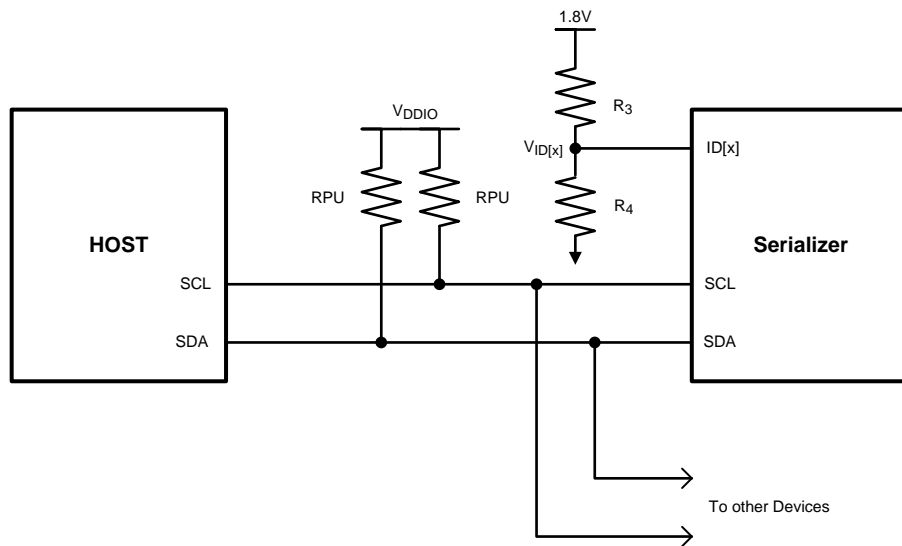 1.8V
R3
VDDIO
VID[x]
ID[x]
RPU
RPU
R4
HOST
Serializer
SCL
SCL
SDA
SDA
To other Devices